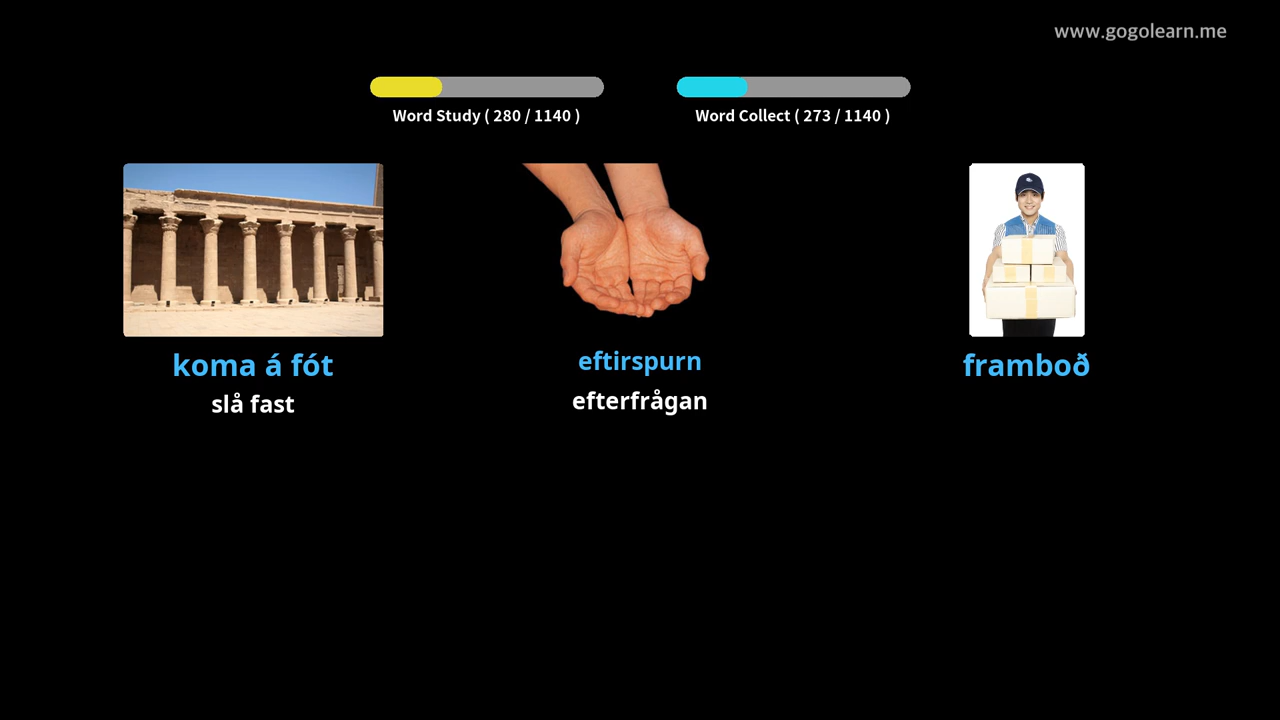 www.gogolearn.me
Word Study ( 280 / 1140 )
Word Collect ( 273 / 1140 )
koma á fót
slå fast
eftirspurn
efterfrågan
framboð